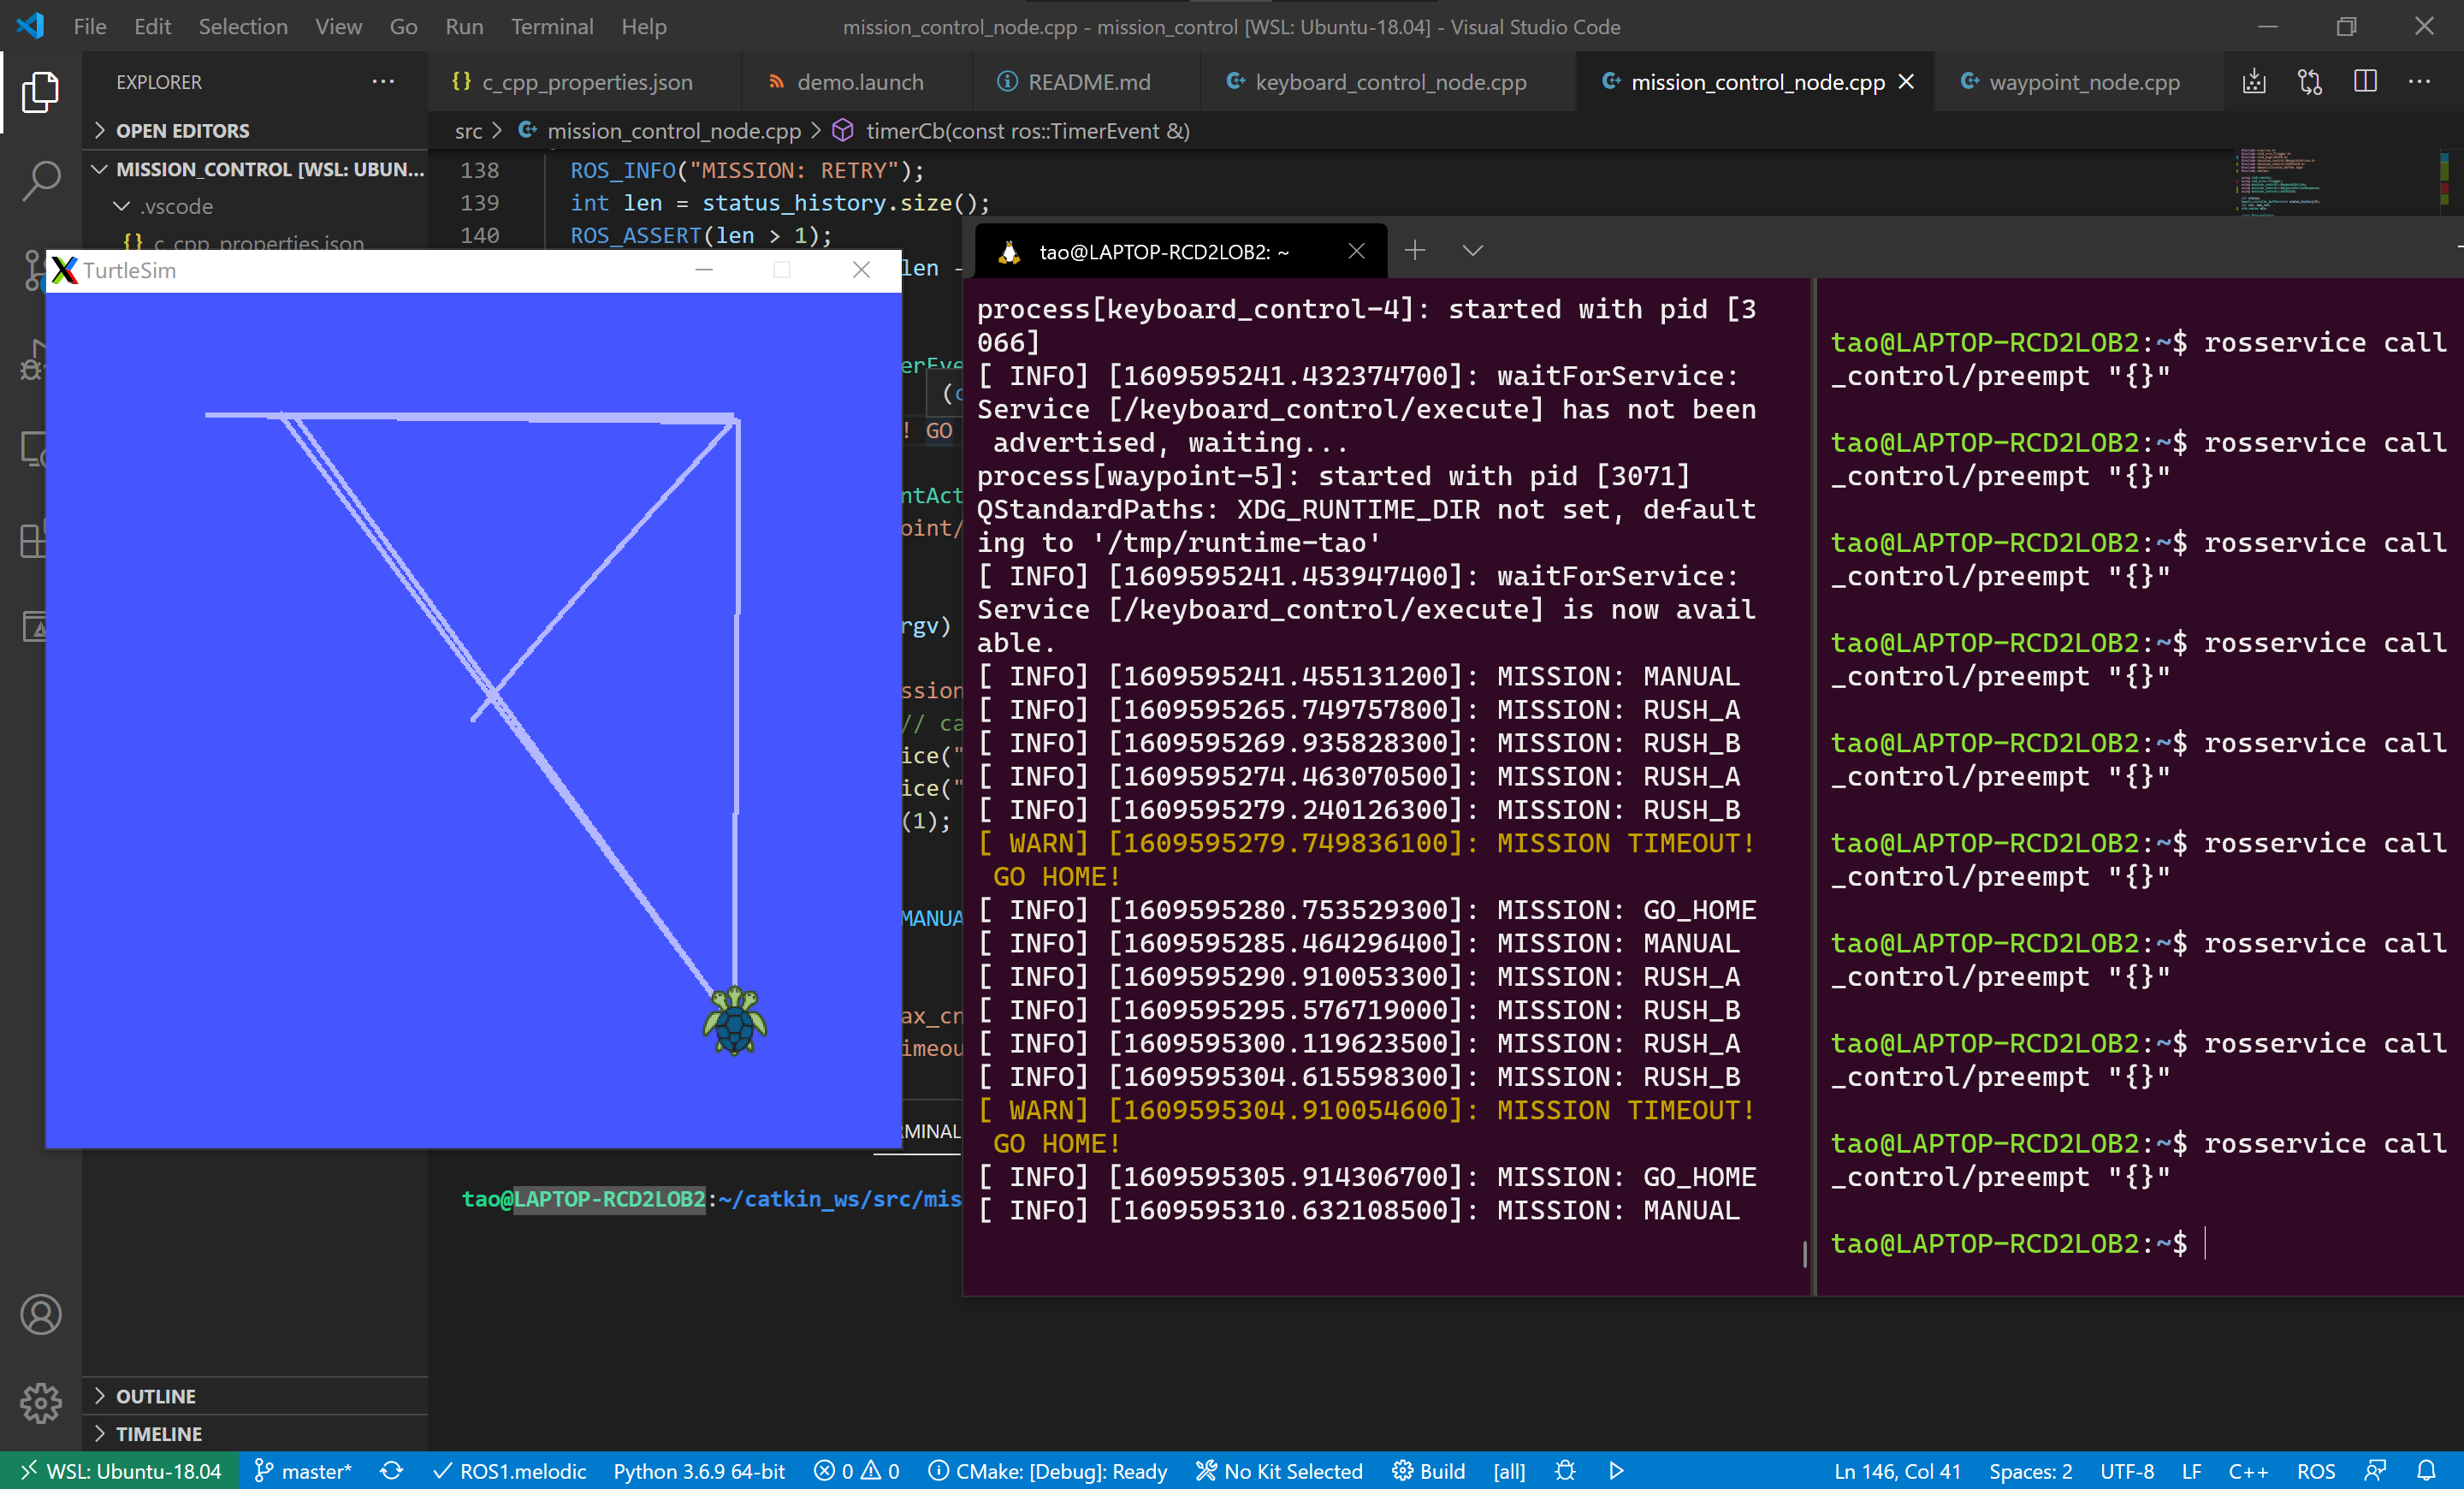 File Edit Selection View Go Run Terminal Help
mission_control_node.cpp - mission_control [WSL: Ubuntu-18.04] - Visual Studio Code
EXPLORER
{} c_cpp_properties.json
demo.launch
README.md
keyboard_control_node.cpp
mission_control_node.cpp
waypoint_node.cpp
OPEN EDITORS
MISSION_CONTROL [WSL: UBUN...
.vscode
{} c_cpp_properties.json
src > mission_control_node.cpp > timerCb(const ros::TimerEvent &)
138 ROS_INFO("MISSION: RETRY");
139 int len = status_history.size();
140 ROS_ASSERT(len > 1);
len -
erEve
(c
! GO
ntAct
oint/
rgv)
ssion
// ca
ice("
ice("
(1);
MANUA
ax_cn
imeou
RMINAL
tao@LAPTOP-RCD2LOB2:~/catkin_ws/src/mis
TurtleSim
tao@LAPTOP-RCD2LOB2: ~
process[keyboard_control-4]: started with pid [3
066]
[ INFO] [1609595241.432374700]: waitForService:
Service [/keyboard_control/execute] has not been
advertised, waiting...
process[waypoint-5]: started with pid [3071]
QStandardPaths: XDG_RUNTIME_DIR not set, default
ing to '/tmp/runtime-tao'
[ INFO] [1609595241.453947400]: waitForService:
Service [/keyboard_control/execute] is now avail
able.
[ INFO] [1609595241.455131200]: MISSION: MANUAL
[ INFO] [1609595265.749757800]: MISSION: RUSH_A
[ INFO] [1609595269.935828300]: MISSION: RUSH_B
[ INFO] [1609595274.463070500]: MISSION: RUSH_A
[ INFO] [1609595279.240126300]: MISSION: RUSH_B
[ WARN] [1609595279.749836100]: MISSION TIMEOUT!
GO HOME!
[ INFO] [1609595280.753529300]: MISSION: GO_HOME
[ INFO] [1609595285.464296400]: MISSION: MANUAL
[ INFO] [1609595290.910053300]: MISSION: RUSH_A
[ INFO] [1609595295.576719000]: MISSION: RUSH_B
[ INFO] [1609595300.119623500]: MISSION: RUSH_A
[ INFO] [1609595304.615598300]: MISSION: RUSH_B
[ WARN] [1609595304.910054600]: MISSION TIMEOUT!
GO HOME!
[ INFO] [1609595305.914306700]: MISSION: GO_HOME
[ INFO] [1609595310.632108500]: MISSION: MANUAL
tao@LAPTOP-RCD2LOB2:~$ rosservice call
_control/preempt "{}"
tao@LAPTOP-RCD2LOB2:~$ rosservice call
_control/preempt "{}"
tao@LAPTOP-RCD2LOB2:~$ rosservice call
_control/preempt "{}"
tao@LAPTOP-RCD2LOB2:~$ rosservice call
_control/preempt "{}"
tao@LAPTOP-RCD2LOB2:~$ rosservice call
_control/preempt "{}"
tao@LAPTOP-RCD2LOB2:~$ rosservice call
_control/preempt "{}"
tao@LAPTOP-RCD2LOB2:~$ rosservice call
_control/preempt "{}"
tao@LAPTOP-RCD2LOB2:~$ rosservice call
_control/preempt "{}"
tao@LAPTOP-RCD2LOB2:~$ rosservice call
_control/preempt "{}"
tao@LAPTOP-RCD2LOB2:~$
OUTLINE
TIMELINE
WSL: Ubuntu-18.04 master* ROS1.melodic Python 3.6.9 64-bit 0 0 CMake: [Debug]: Ready No Kit Selected Build [all] Ln 146, Col 41 Spaces: 2 UTF-8 LF C++ ROS